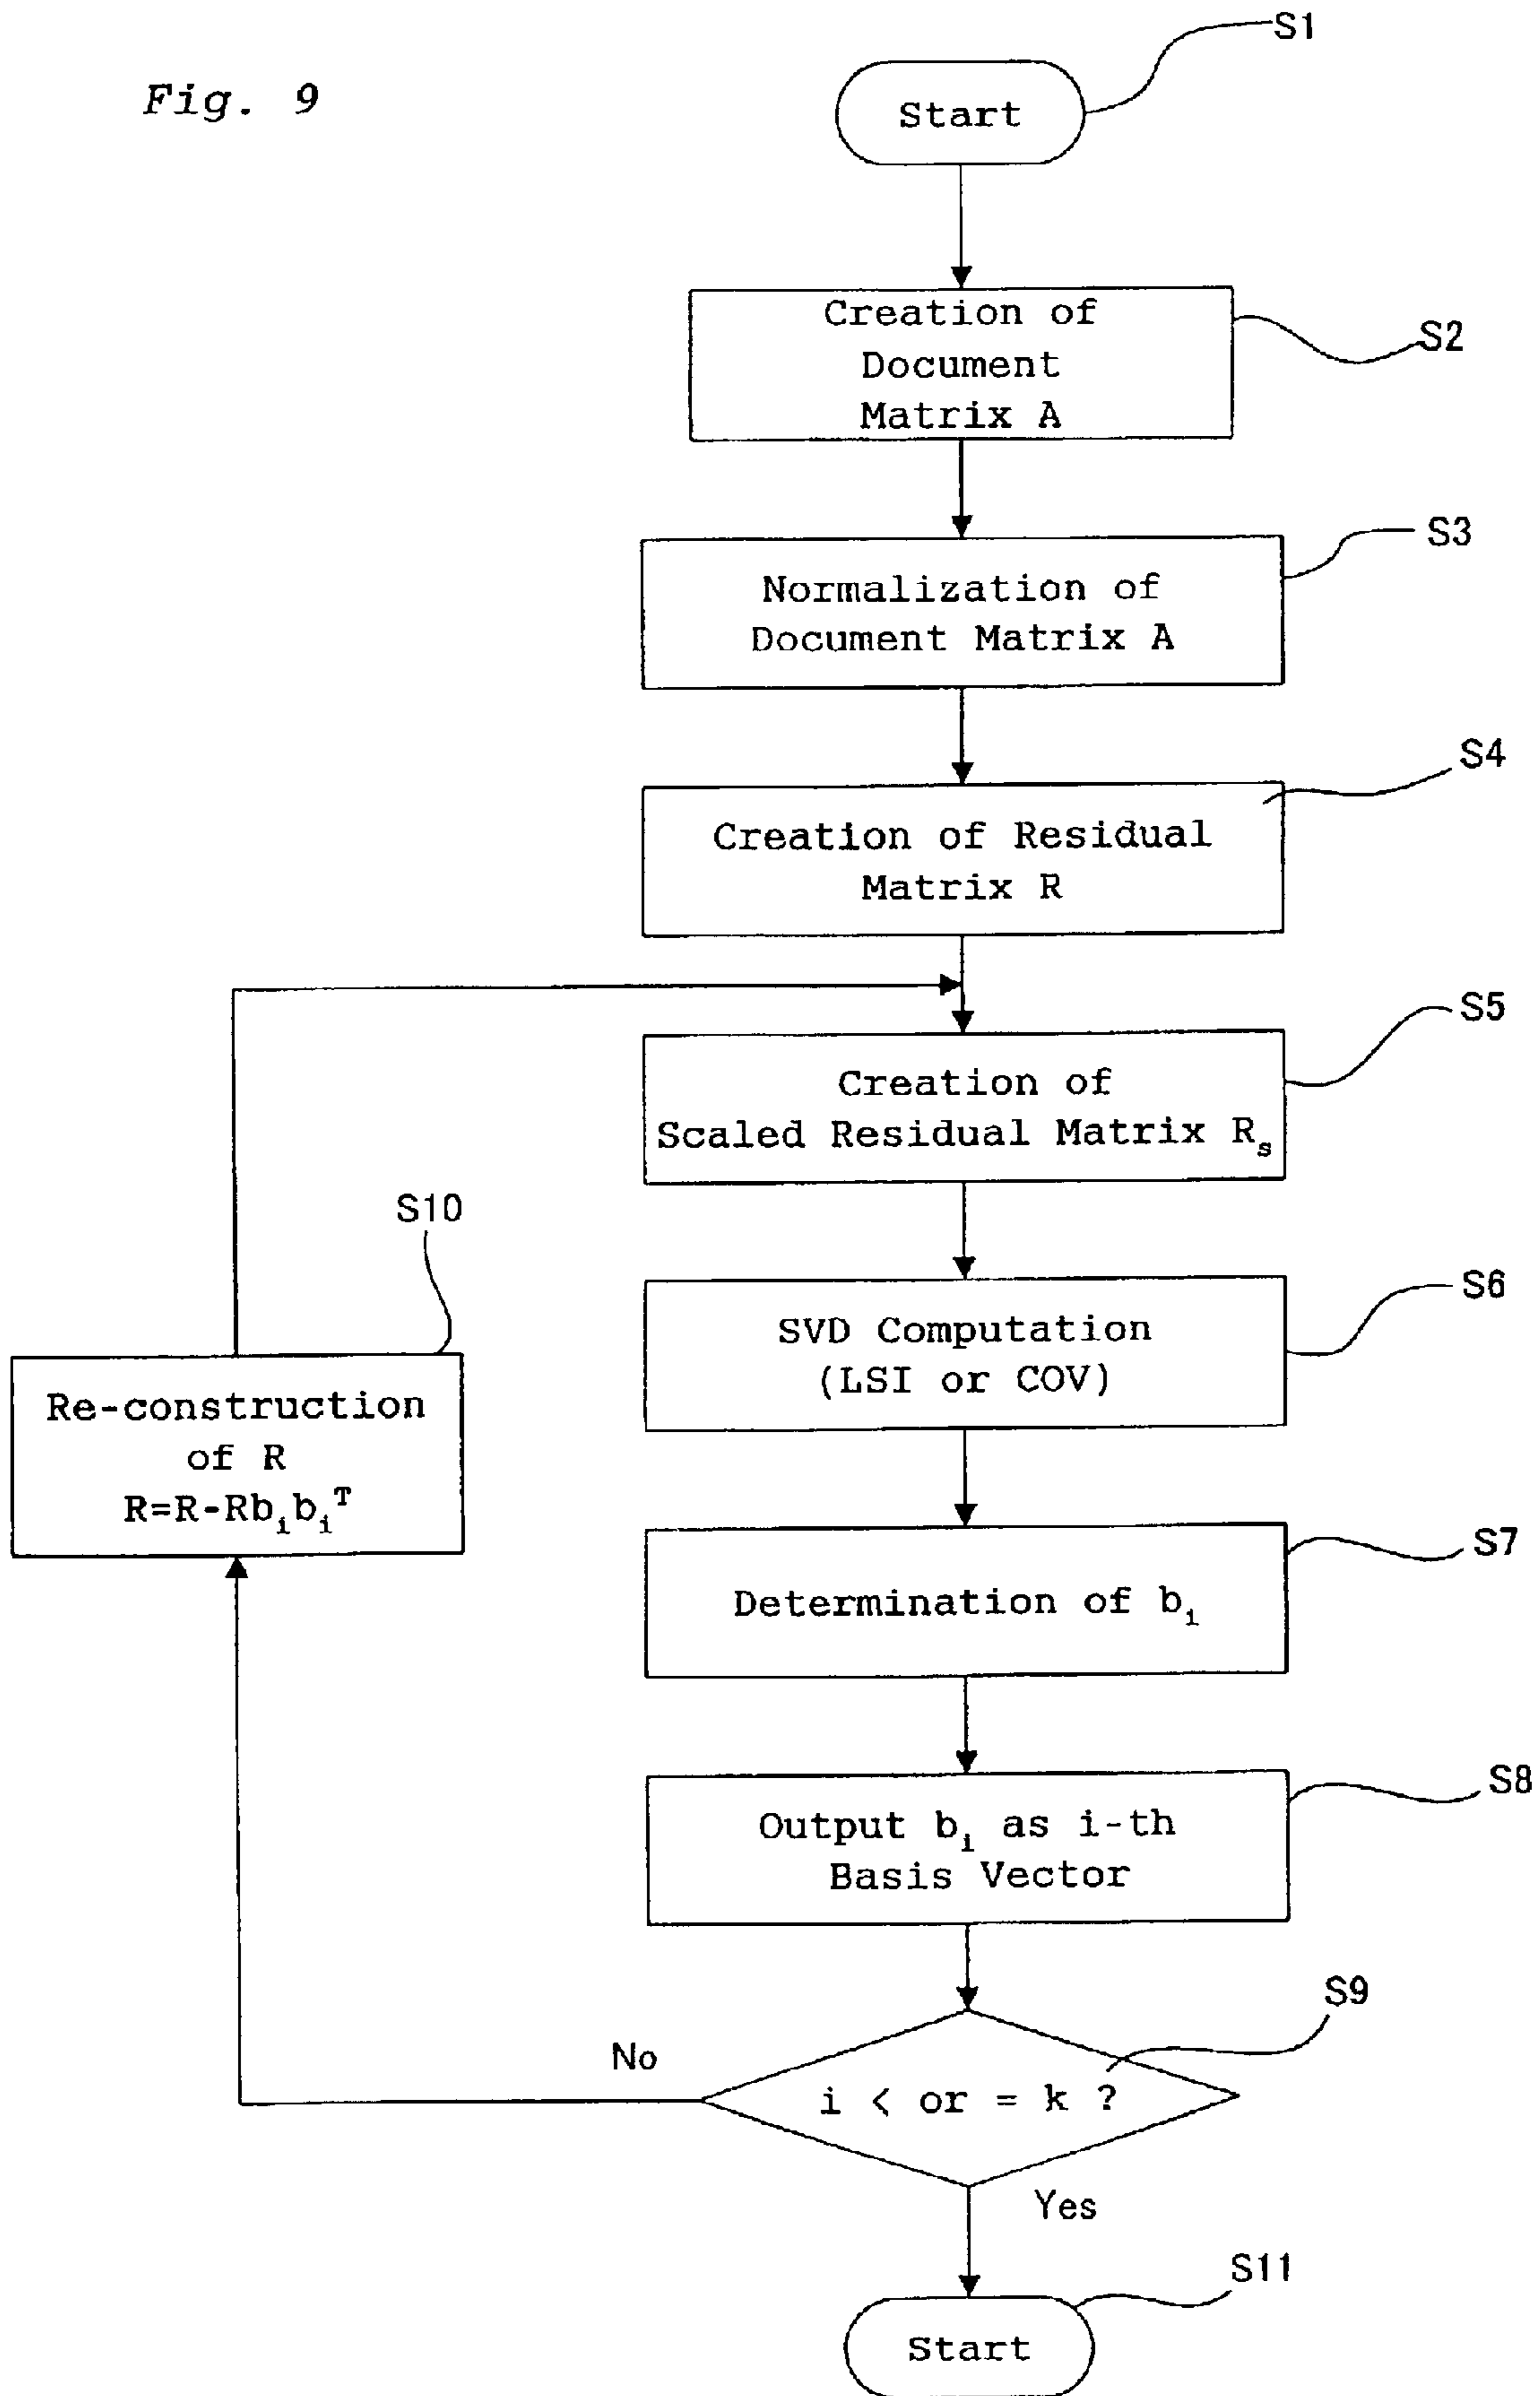 Fig. 9
S1
Start
Creation of
Document
Matrix A
S2
Normalization of
Document Matrix A
S3
Creation of Residual
Matrix R
S4
Creation of
Scaled Residual Matrix Rₛ
S5
SVD Computation
(LSI or COV)
S6
S10
Re-construction
of R
R=R-Rbᵢbᵢᵀ
Determination of bᵢ
S7
Output bᵢ as i-th
Basis Vector
S8
S9
No
i < or = k ?
Yes
S11
Start